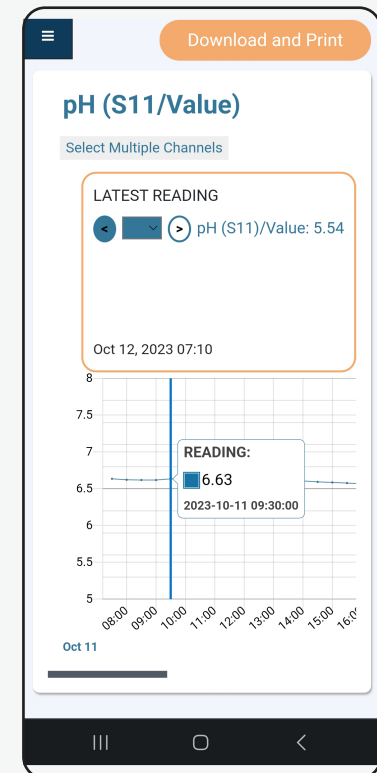 Download and Print
pH (S11/Value)
Select Multiple Channels
LATEST READING
< > pH (S11)/Value: 5.54
Oct 12, 2023 07:10
8
7.5
7
6.5
6
5.5
5
READING:
6.63
2023-10-11 09:30:00
08:00 09:00 10:00 11:00 12:00 13:00 14:00 15:00 16:0
Oct 11